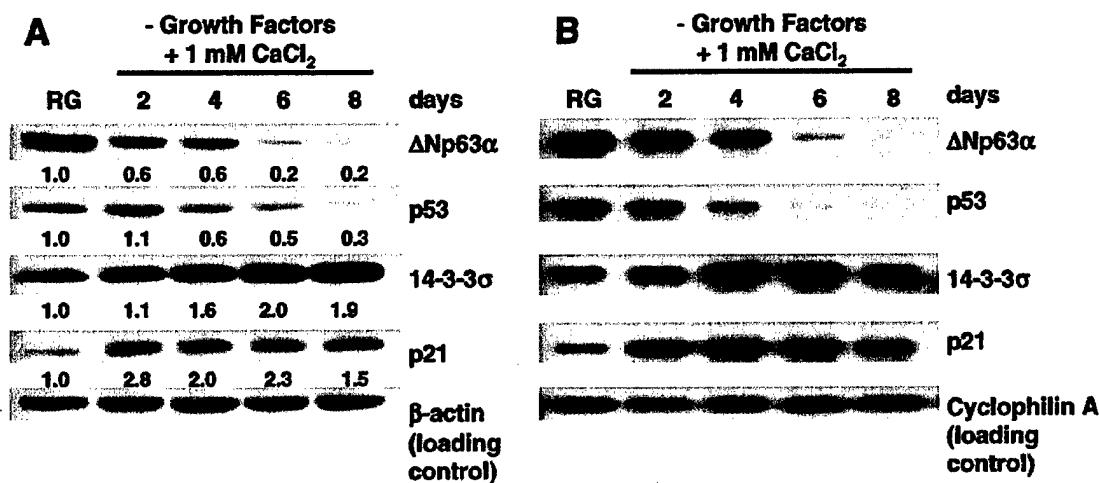 A
- Growth Factors
+ 1 mM CaCl₂
RG 2 4 6 8 days
ΔNp63α
1.0 0.6 0.6 0.2 0.2
p53
1.0 1.1 0.6 0.5 0.3
14-3-3σ
1.0 1.1 1.6 2.0 1.9
p21
1.0 2.8 2.0 2.3 1.5
β-actin
(loading
control)
B
- Growth Factors
+ 1 mM CaCl₂
RG 2 4 6 8 days
ΔNp63α
p53
14-3-3σ
p21
Cyclophilin A
(loading
control)